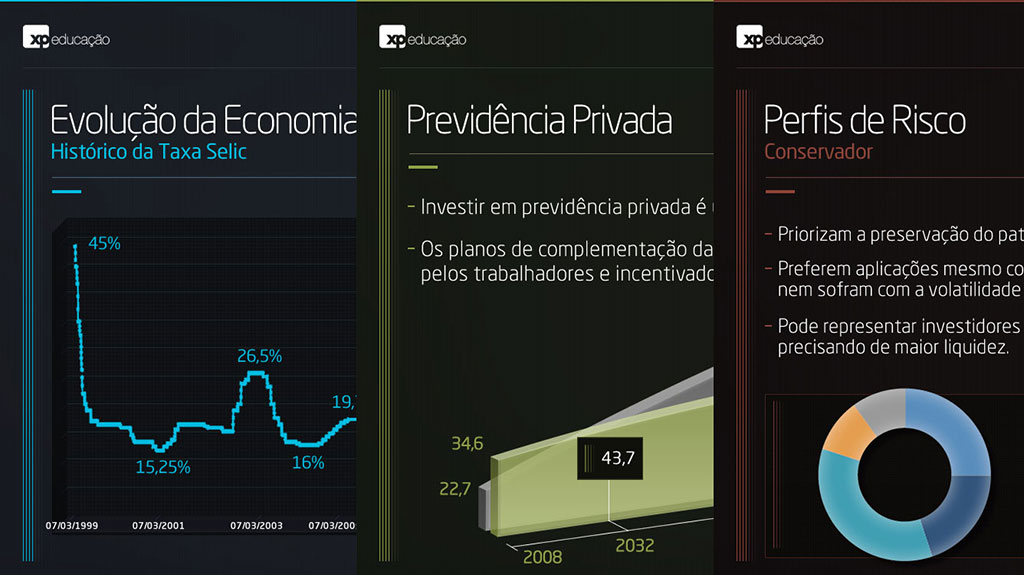 xp educação
Evolução da Economia
Histórico da Taxa Selic
45%
26,5%
19,
15,25%
16%
07/03/1999
07/03/2001
07/03/2003
07/03/200
xp educação
Previdência Privada
- Investir em previdência privada é
- Os planos de complementação da
pelos trabalhadores e incentivado
34,6
43,7
22,7
2008
2032
xp educação
Perfis de Risco
Conservador
- Priorizam a preservação do pat
- Preferem aplicações mesmo co
nem sofram com a volatilidade
- Pode representar investidores
precisando de maior liquidez.